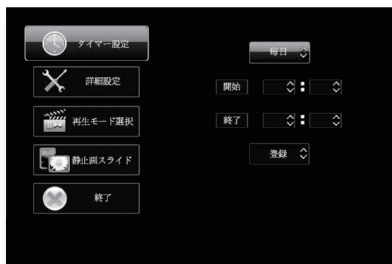 タイマー設定
詳細設定
再生モード選択
静止画スライド
終了
毎日
開始 :
終了 :
登録